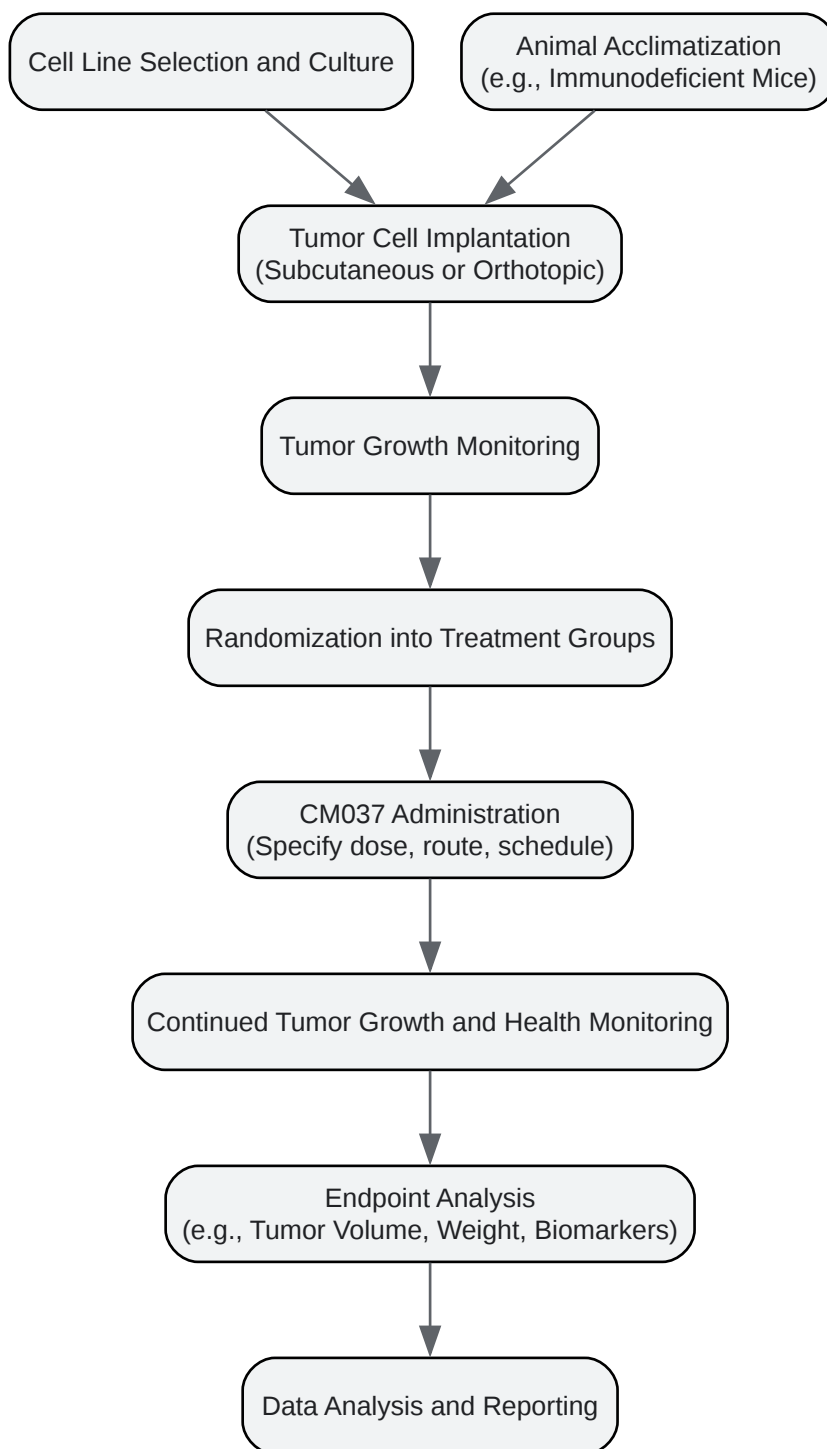 Cell Line Selection and Culture
Animal Acclimatization
(e.g., Immunodeficient Mice)
Tumor Cell Implantation
(Subcutaneous or Orthotopic)
Tumor Growth Monitoring
Randomization into Treatment Groups
CM037 Administration
(Specify dose, route, schedule)
Continued Tumor Growth and Health Monitoring
Endpoint Analysis
(e.g., Tumor Volume, Weight, Biomarkers)
Data Analysis and Reporting